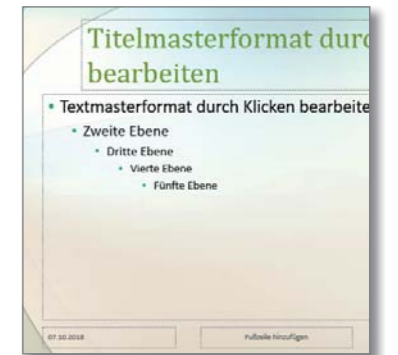 Titelmasterformat durc
bearbeiten
• Textmasterformat durch Klicken bearbeite
• Zweite Ebene
• Dritte Ebene
• Vierte Ebene
• Fünfte Ebene
07.10.2018
Fußzeile hinzufügen